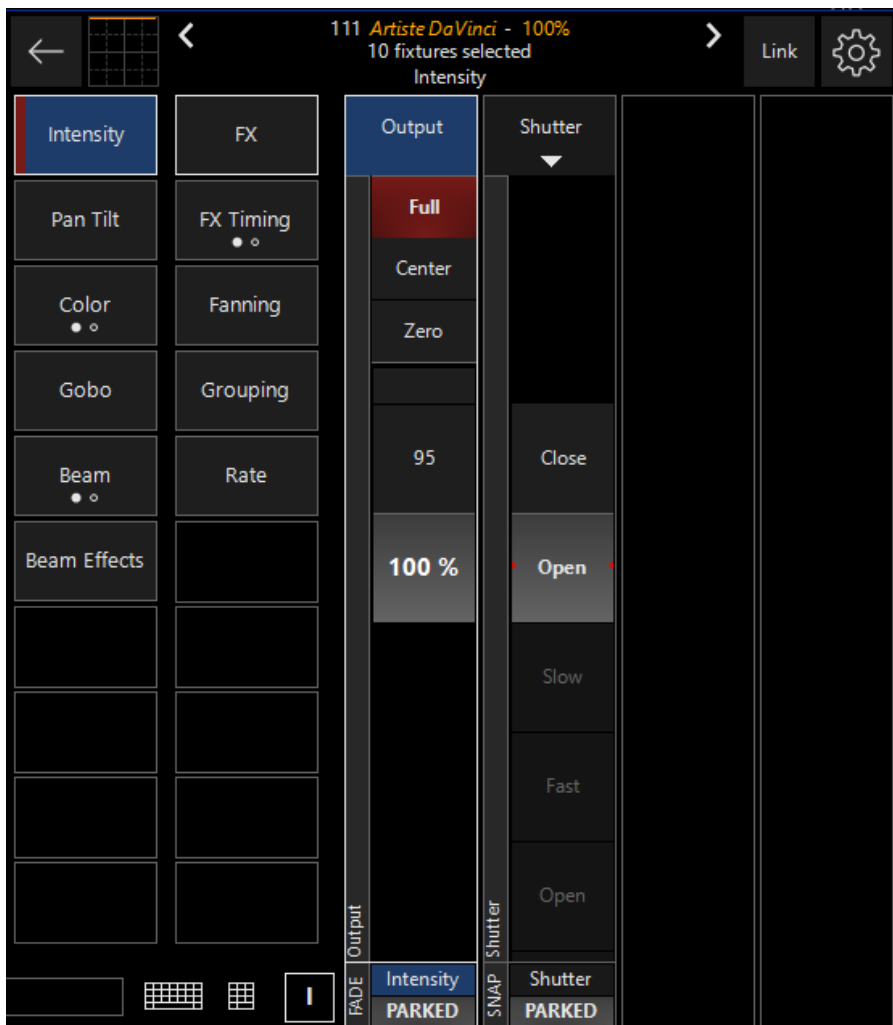 111 Artiste DaVinci - 100%
10 fixtures selected
Intensity
Link
Intensity
FX
Pan Tilt
FX Timing
Color
Fanning
Gobo
Grouping
Beam
Rate
Beam Effects
Output
Full
Center
Zero
95
100 %
Output
FADE
Intensity
PARKED
Shutter
Close
Open
Slow
Fast
Open
Shutter
SNAP
Shutter
PARKED
I